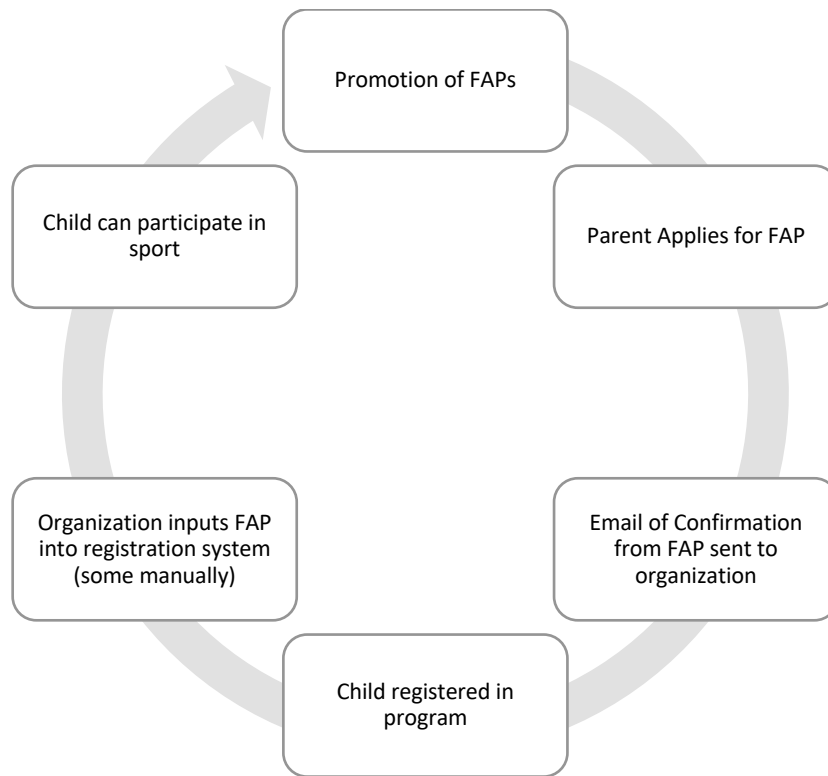 Promotion of FAPs
Parent Applies for FAP
Email of Confirmation
from FAP sent to
organization
Child registered in
program
Organization inputs FAP
into registration system
(some manually)
Child can participate in
sport